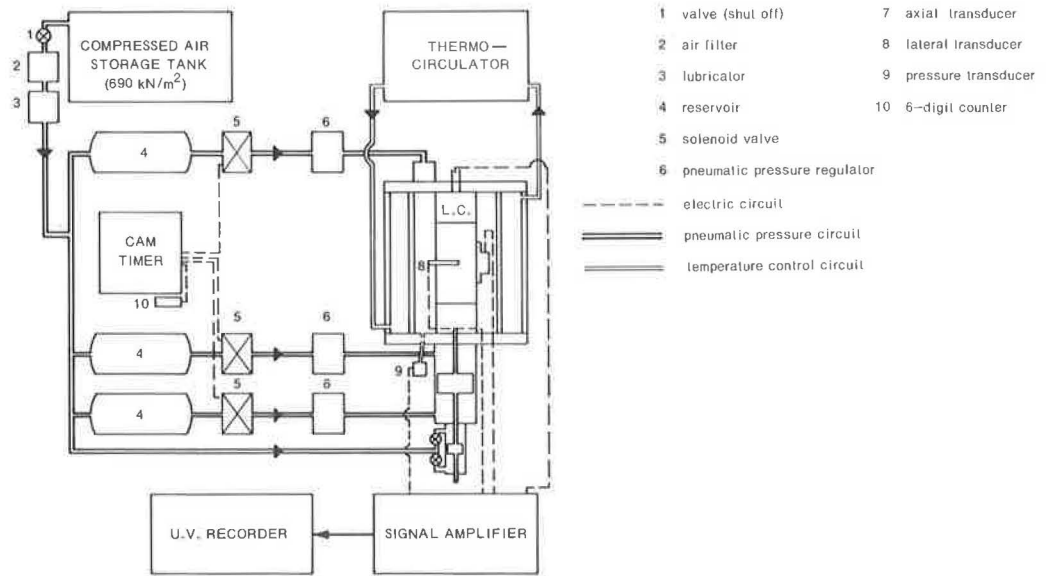 COMPRESSED AIR
STORAGE TANK
(690 kN/m²)
THERMO—
CIRCULATOR
1
2
3
4
5
6
CAM
TIMER
10
L.C.
8
4
5
6
9
4
5
6
U.V. RECORDER
SIGNAL AMPLIFIER
1 valve (shut off)
2 air filter
3 lubricator
4 reservoir
5 solenoid valve
6 pneumatic pressure regulator
7 axial transducer
8 lateral transducer
9 pressure transducer
10 6-digit counter
electric circuit
pneumatic pressure circuit
temperature control circuit